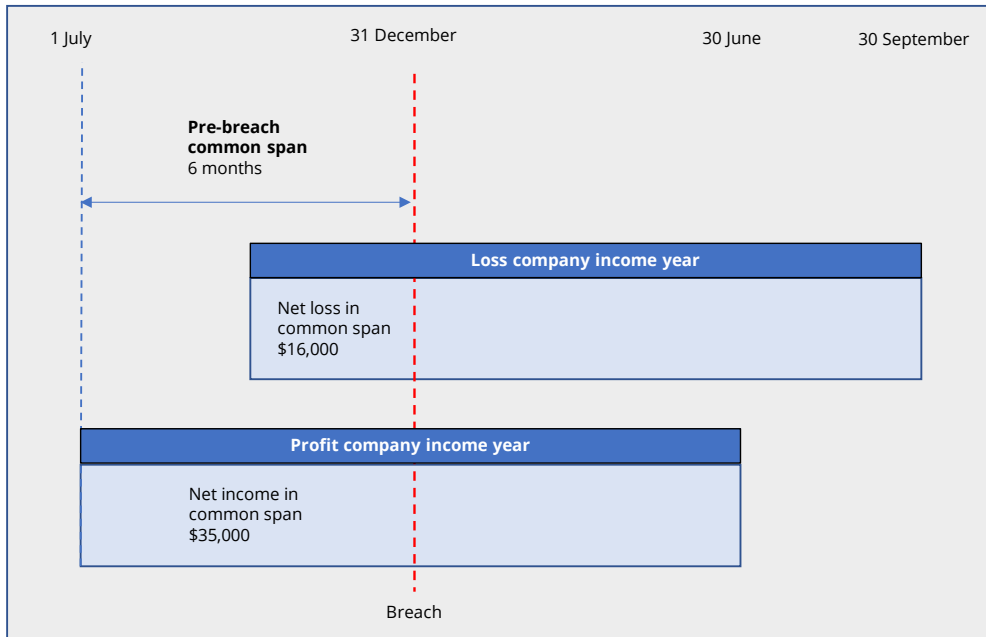 1 July
31 December
30 June
30 September
Pre-breach
common span
6 months
Loss company income year
Net loss in
common span
$16,000
Profit company income year
Net income in
common span
$35,000
Breach